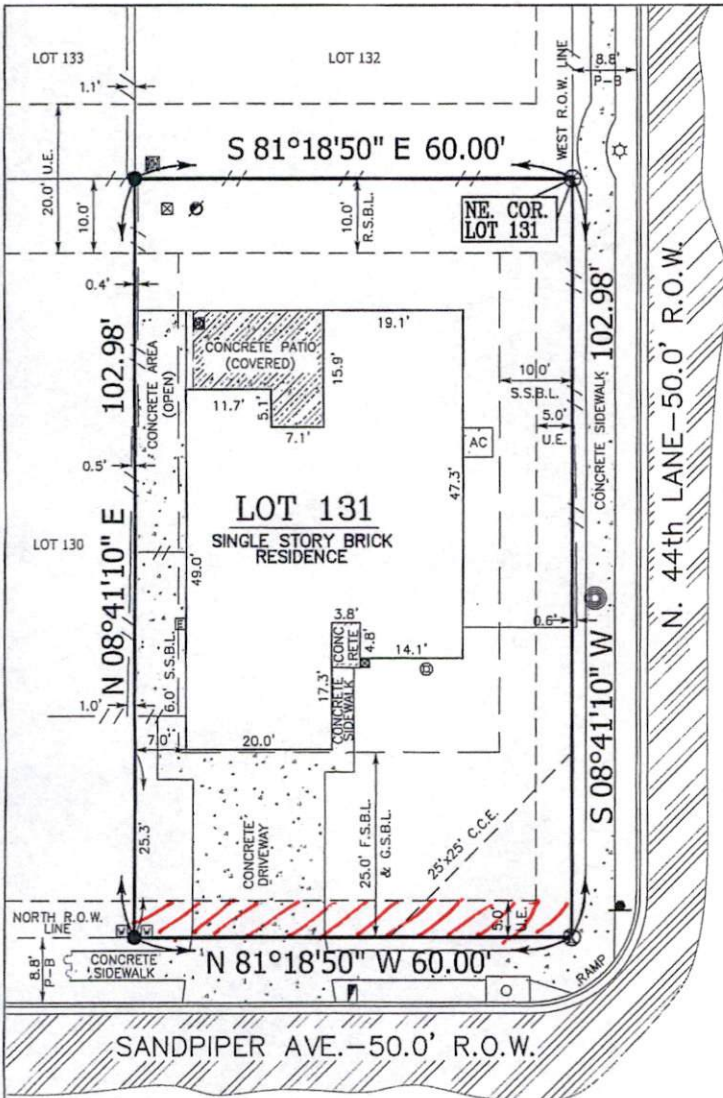 LOT 133
LOT 132
1.1'
WEST R.O.W. LINE
8.8'
P-B
S 81°18'50" E 60.00'
20.0' U.E.
10.0'
10.0'
R.S.B.L.
NE. COR.
LOT 131
0.4'
19.1'
CONCRETE PATIO
(COVERED)
15.9'
CONCRETE AREA
(OPEN)
11.7'
5.1'
7.1'
10.0'
S.S.B.L.
5.0'
U.E.
AC
N 08°41'10" E 102.98'
0.5'
47.3'
LOT 131
SINGLE STORY BRICK
RESIDENCE
LOT 130
49.0'
CONCRETE SIDEWALK
S 08°41'10" W 102.98'
N. 44th LANE-50.0' R.O.W.
3.8'
CONC
RETE
4.8'
14.1'
0.6'
6.0' S.S.B.L.
17.3'
CONCRETE
SIDEWALK
1.0'
7.0'
20.0'
25.3'
CONCRETE
DRIVEWAY
25.0' F.S.B.L.
& G.S.B.L.
25'x25' C.C.E.
NORTH R.O.W.
LINE
W W
5.0'
U.E.
8.8'
P-B
CONCRETE
SIDEWALK
N 81°18'50" W 60.00'
RAMP
SANDPIPER AVE.-50.0' R.O.W.